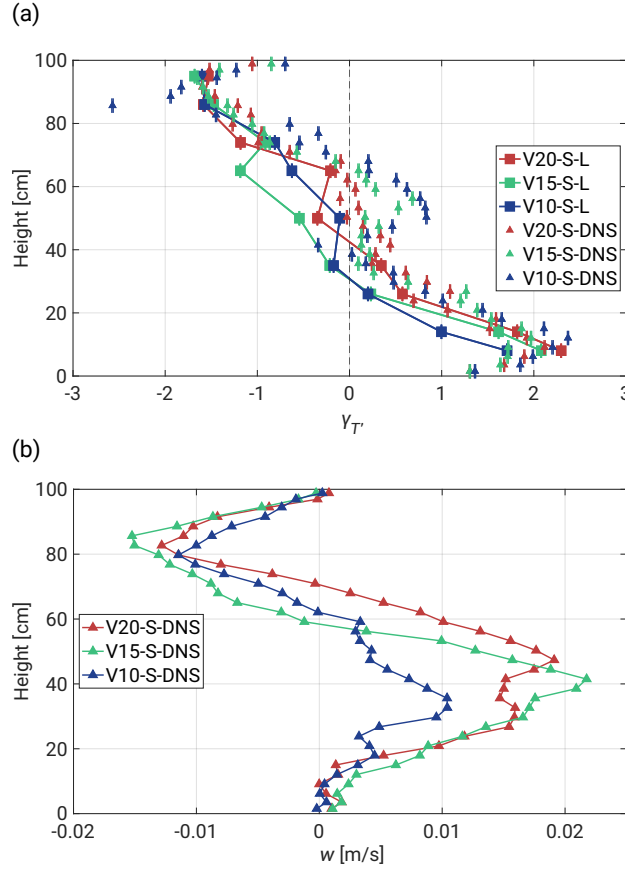 (a)
100
80
60
40
20
0
Height [cm]
V20-S-L
V15-S-L
V10-S-L
V20-S-DNS
V15-S-DNS
V10-S-DNS
-3
-2
-1
0
1
2
3
γT′
(b)
100
80
60
40
20
0
Height [cm]
V20-S-DNS
V15-S-DNS
V10-S-DNS
-0.02
-0.01
0
0.01
0.02
w [m/s]